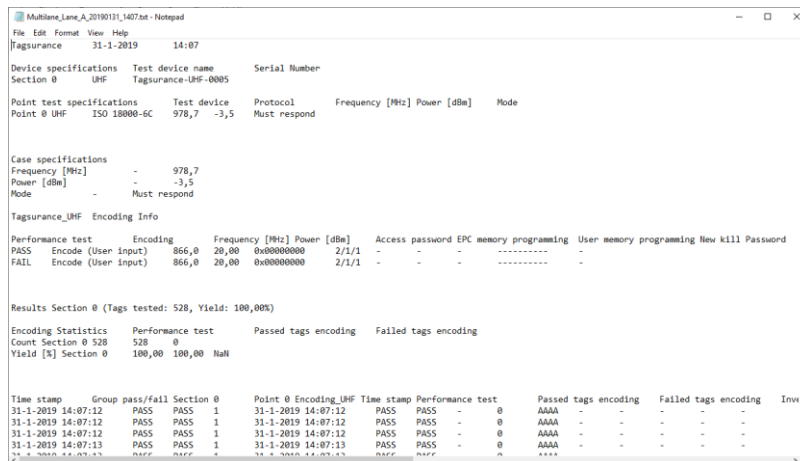 Multilane_Lane_A_20190131_1407.txt - Notepad
File Edit Format View Help
Tagsurance 31-1-2019 14:07
Device specifications Test device name Serial Number
Section 0 UHF Tagsurance-UHF-0005
Point test specifications Test device Protocol Frequency [MHz] Power [dBm] Mode
Point 0 UHF ISO 18000-6C 978,7 -3,5 Must respond
Case specifications
Frequency [MHz] - 978,7
Power [dBm] - -3,5
Mode - Must respond
Tagsurance_UHF Encoding Info
Performance test Encoding Frequency [MHz] Power [dBm] Access password EPC memory programming User memory programming New kill Password
PASS Encode (User input) 866,0 20,00 0x00000000 2/1/1 - - - ---------- -
FAIL Encode (User input) 866,0 20,00 0x00000000 2/1/1 - - - ---------- -
Results Section 0 (Tags tested: 528, Yield: 100,00%)
Encoding Statistics Performance test Passed tags encoding Failed tags encoding
Count Section 0 528 528 0
Yield [%] Section 0 100,00 100,00 NaN
Time stamp Group pass/fail Section 0 Point 0 Encoding_UHF Time stamp Performance test Passed tags encoding Failed tags encoding Inve
31-1-2019 14:07:12 PASS PASS 1 31-1-2019 14:07:12 PASS PASS - 0 AAAA - - - - -
31-1-2019 14:07:12 PASS PASS 1 31-1-2019 14:07:12 PASS PASS - 0 AAAA - - - - -
31-1-2019 14:07:12 PASS PASS 1 31-1-2019 14:07:12 PASS PASS - 0 AAAA - - - - -
31-1-2019 14:07:13 PASS PASS 1 31-1-2019 14:07:13 PASS PASS - 0 AAAA - - - - -